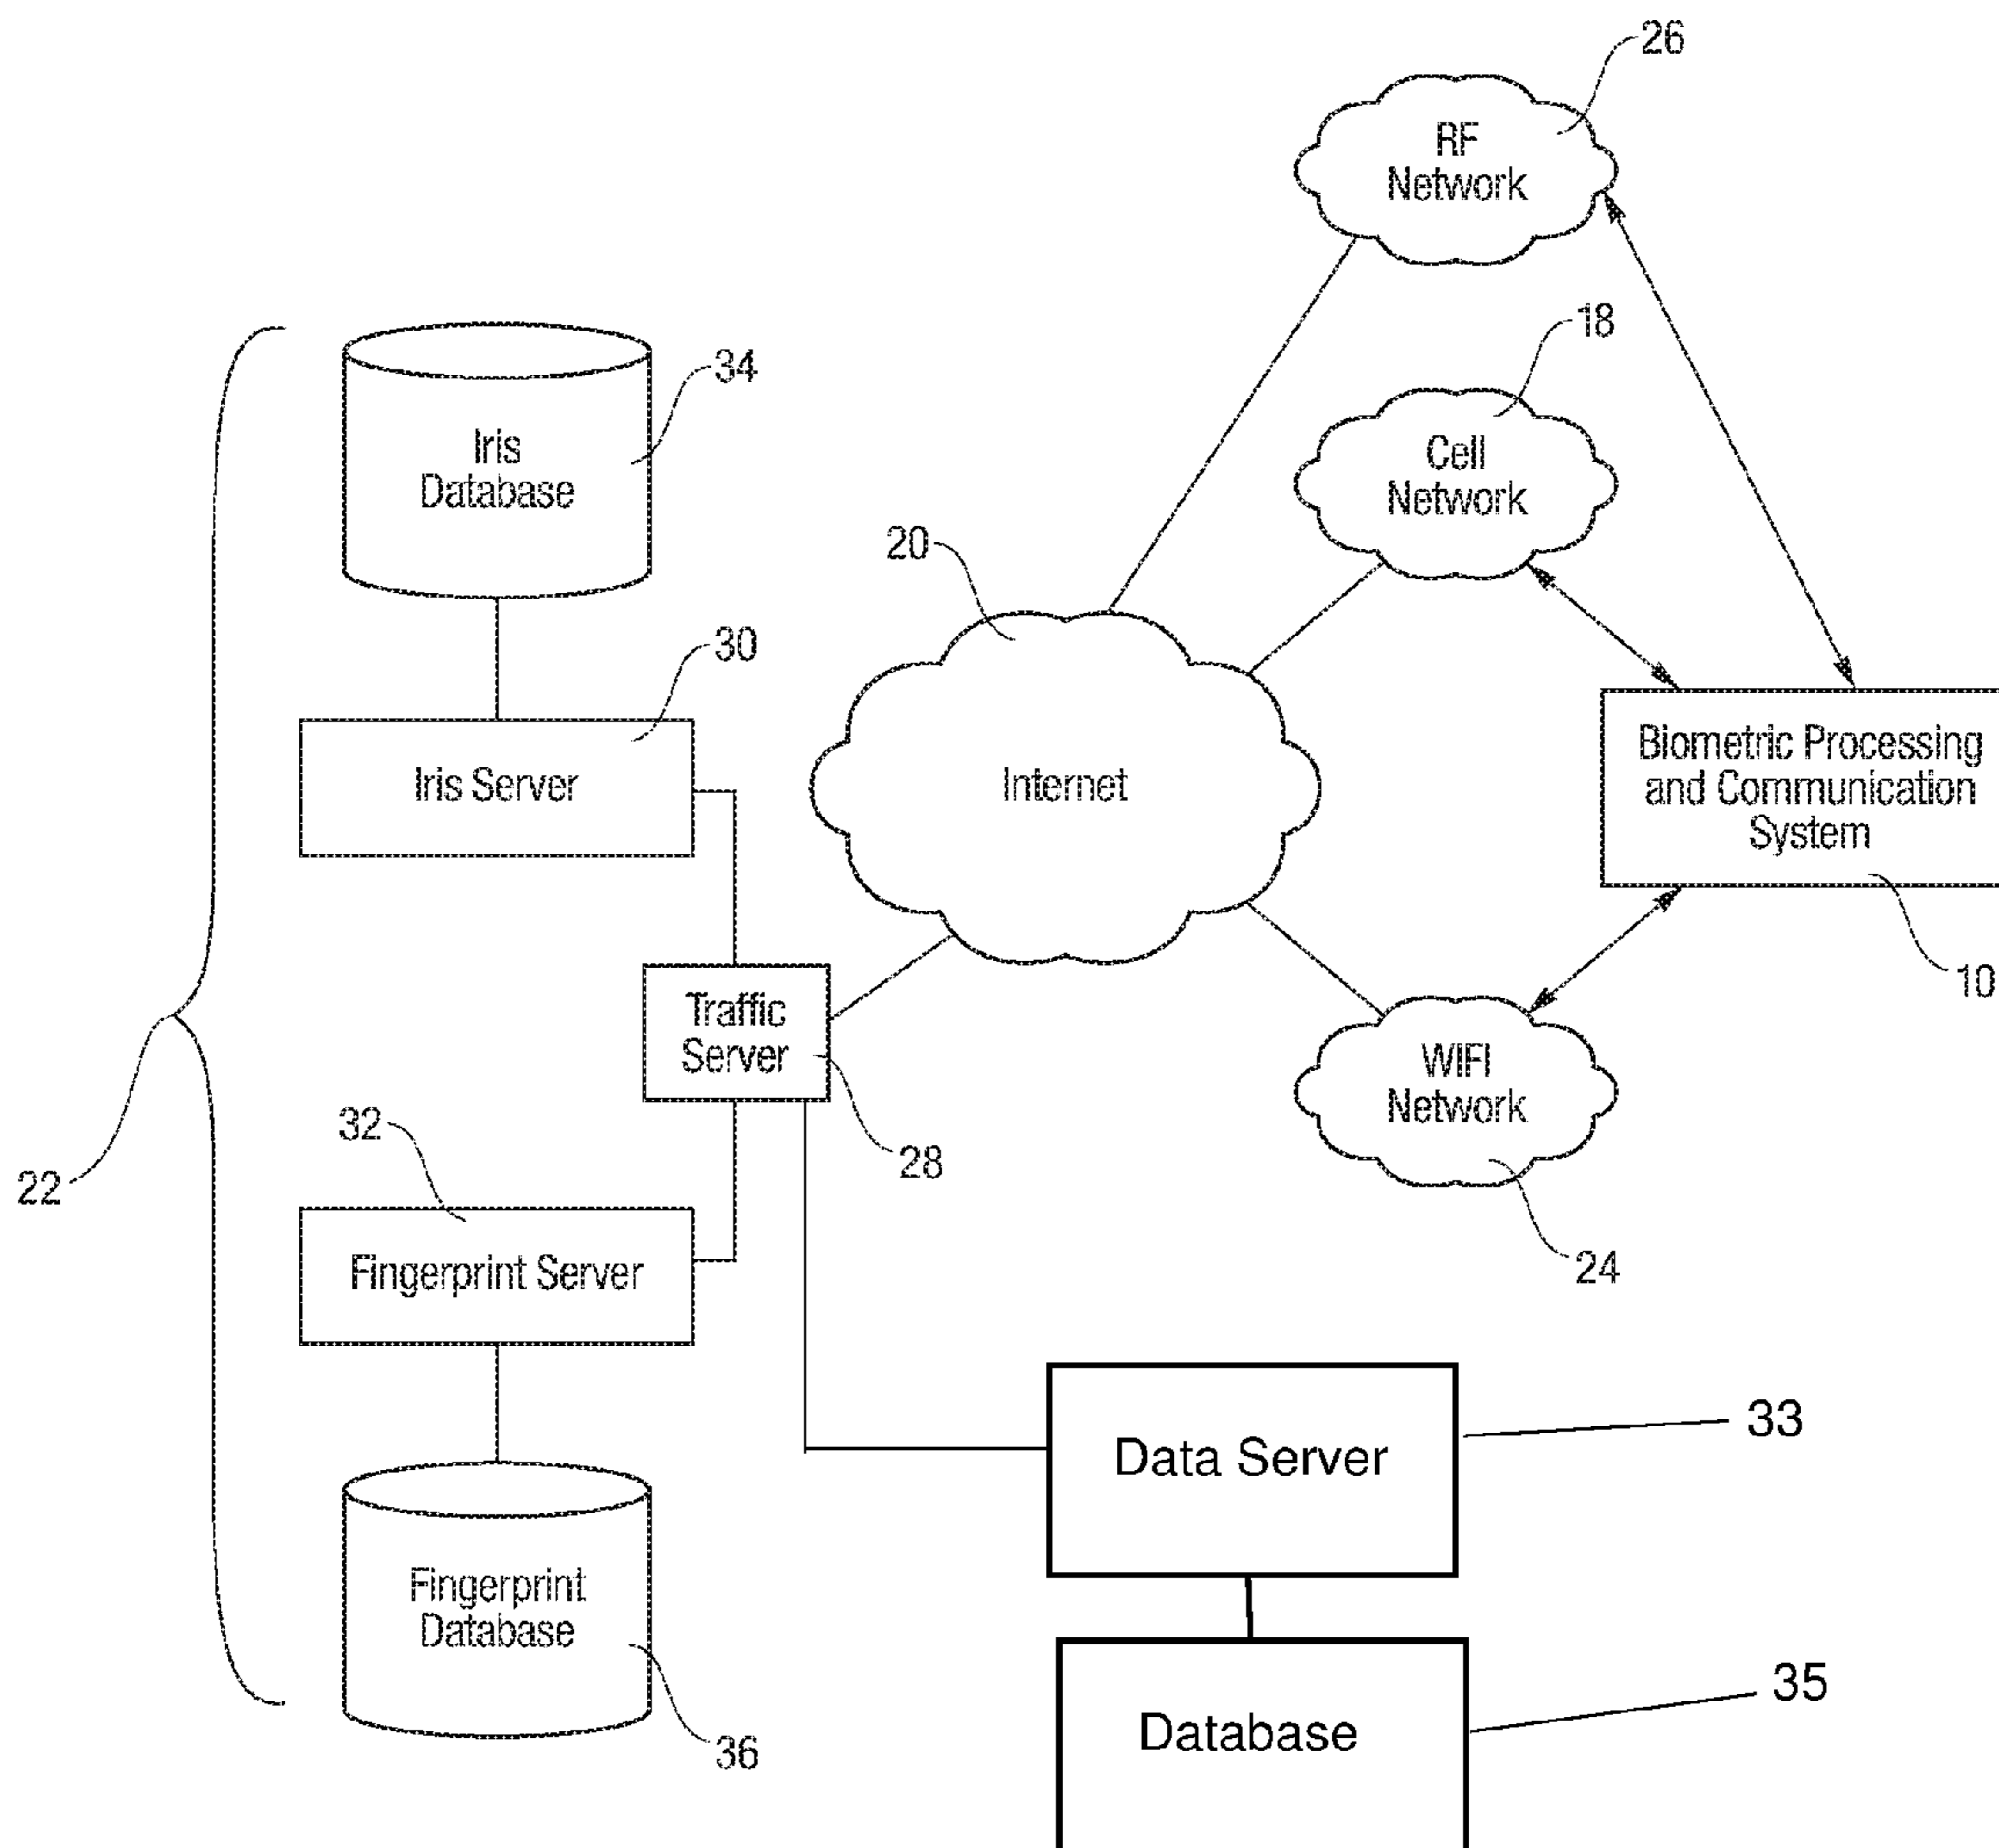 26
RF
Network
18
34
Cell
Network
Iris
Database
20
30
Internet
Biometric Processing
and Communication
System
Iris Server
10
Traffic
Server
WIFI
Network
32
28
22
24
Fingerprint Server
33
Data Server
Fingerprint
Database
35
Database
36